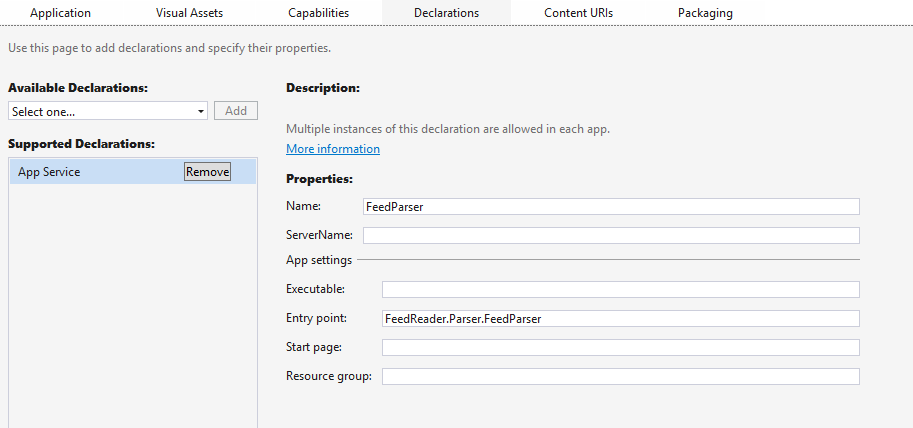 Application Visual Assets Capabilities Declarations Content URIs Packaging
Use this page to add declarations and specify their properties.
Available Declarations:
Select one...
Add
Supported Declarations:
App Service
Remove
Description:
Multiple instances of this declaration are allowed in each app.
More information
Properties:
Name: FeedParser
ServerName:
App settings
Executable:
Entry point: FeedReader.Parser.FeedParser
Start page:
Resource group: